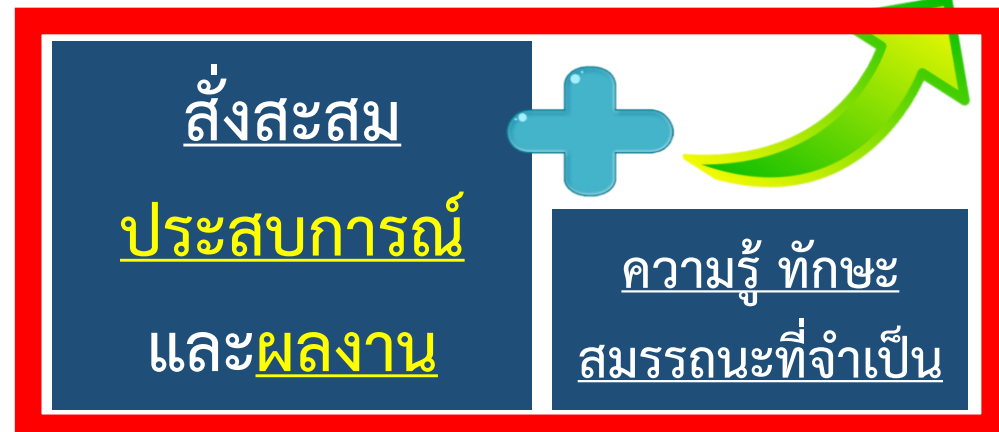 สั่งสะสม
ประสบการณ์
และผลงาน
ความรู้ ทักษะ
สมรรถนะที่จำเป็น